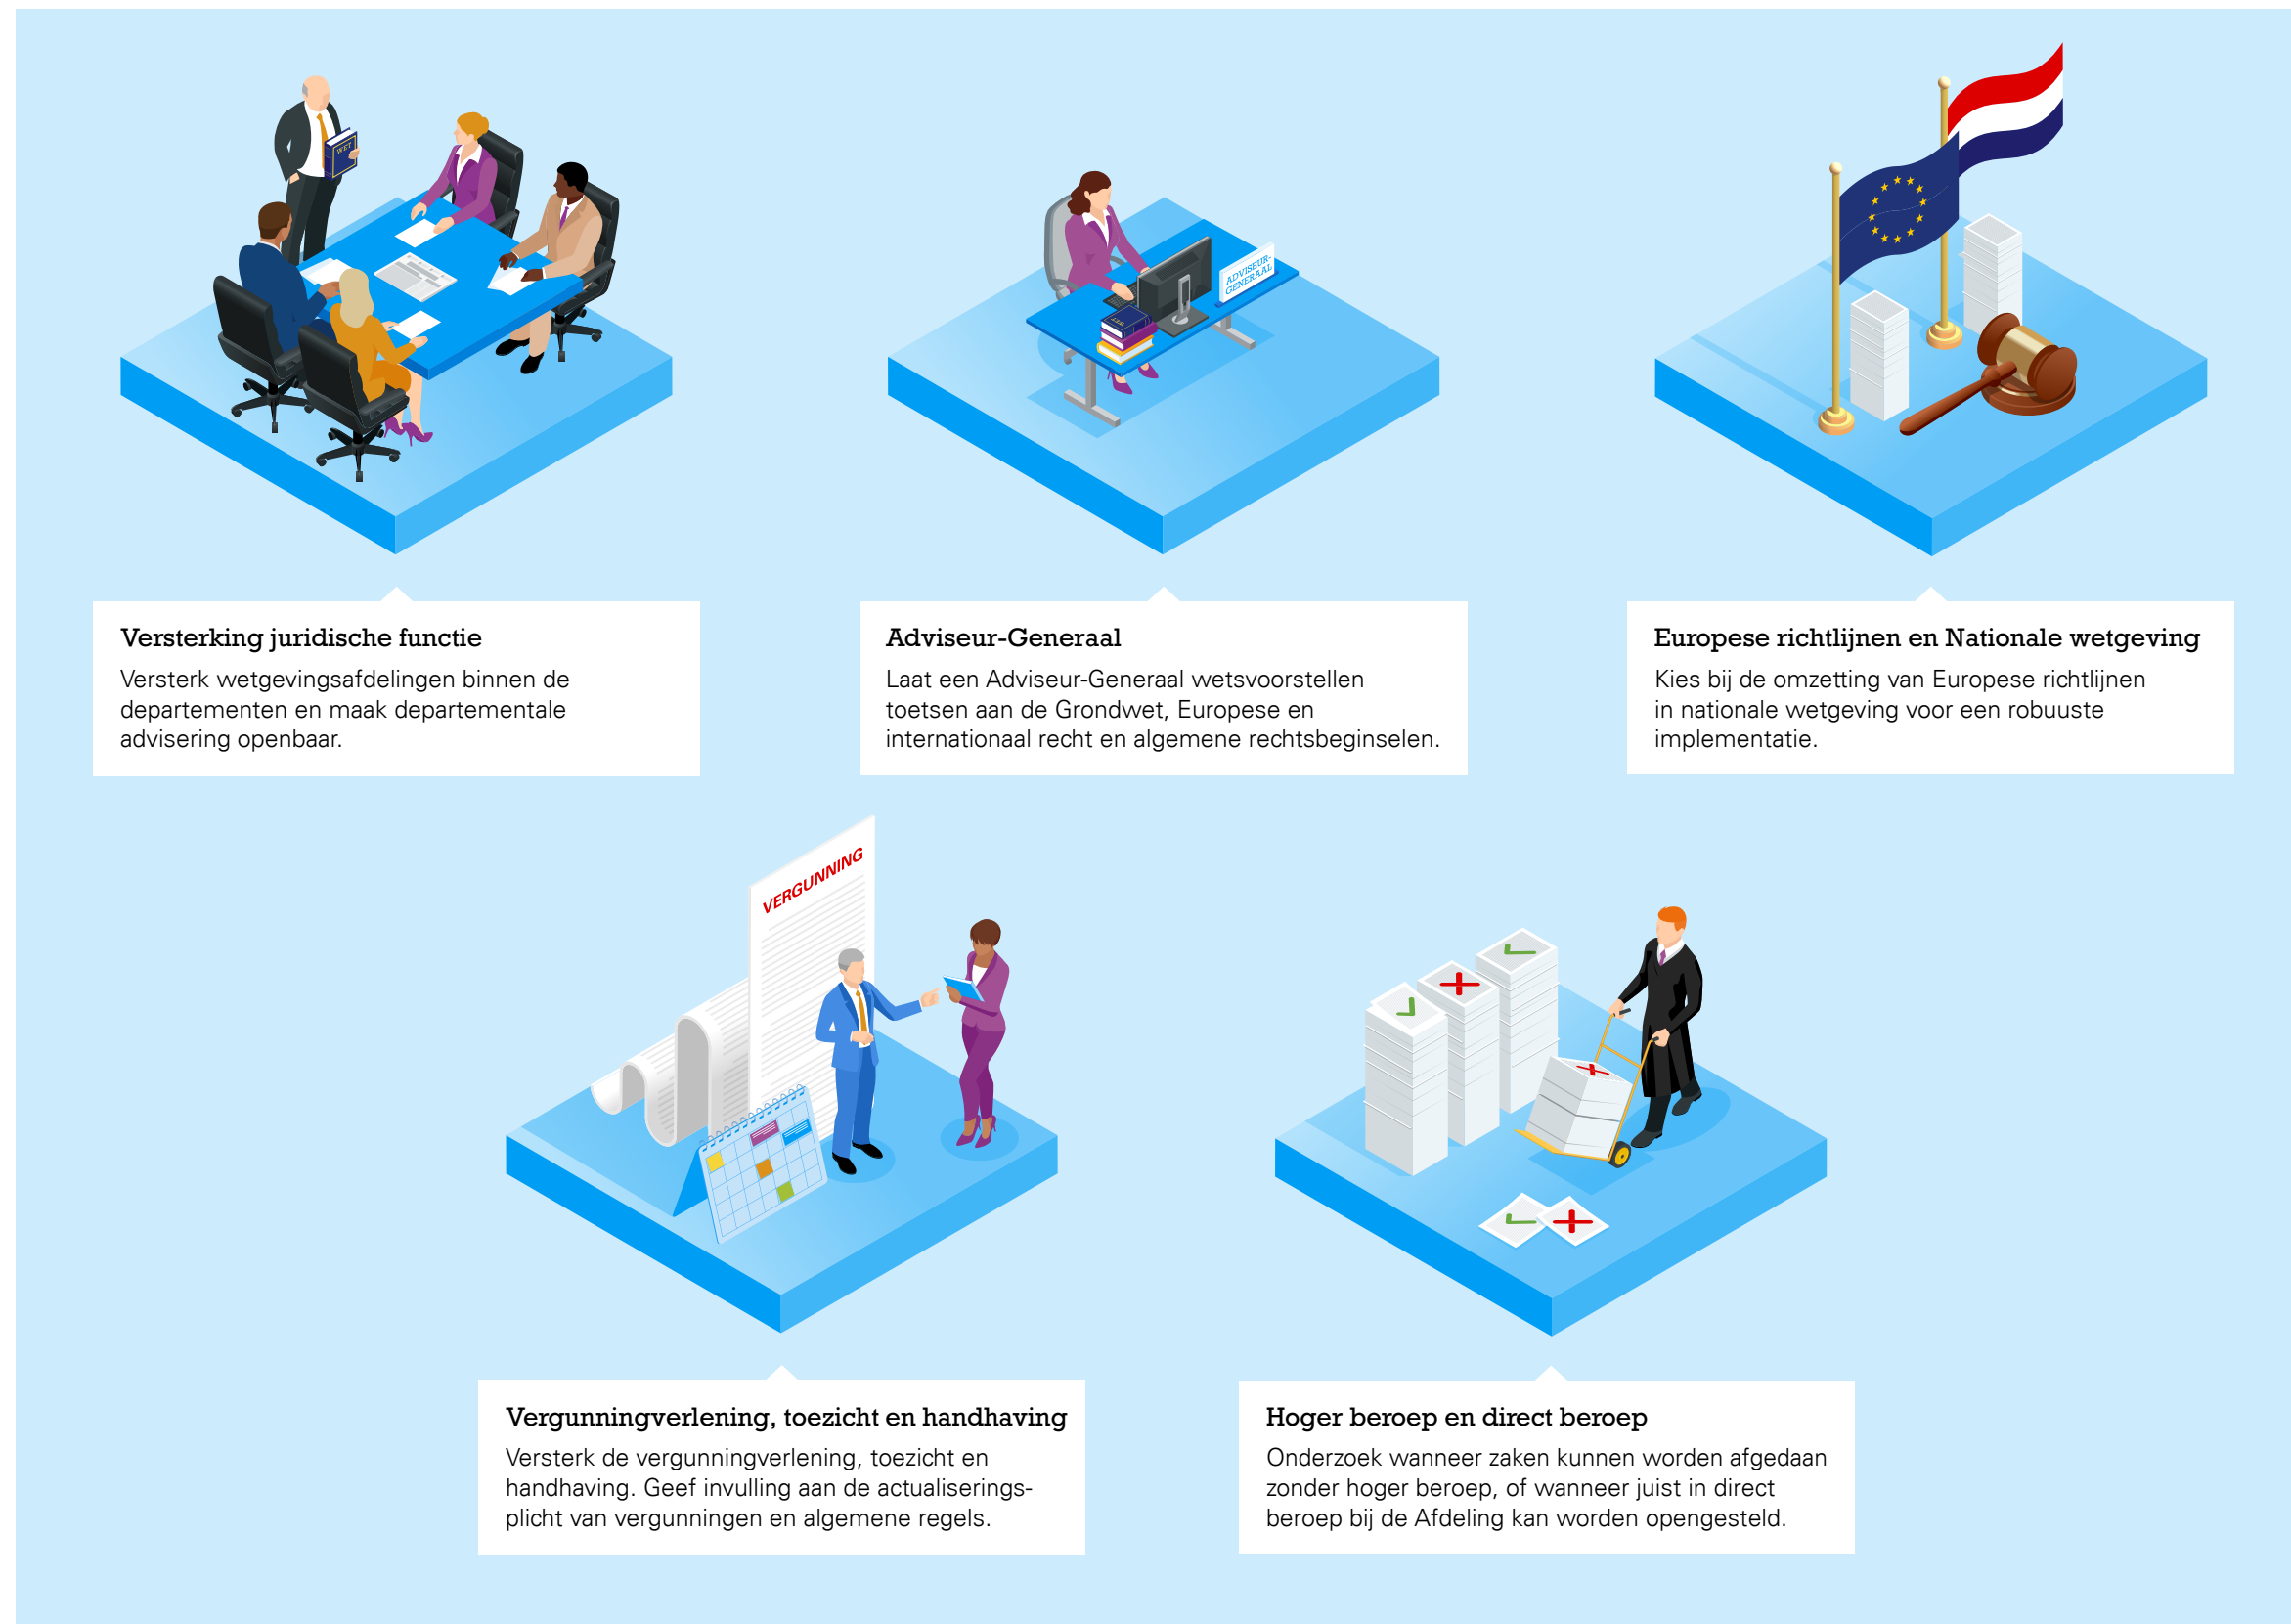 WET
ADVISEUR-
GENERAAL
WET
Versterking juridische functie
Versterk wetgevingsafdelingen binnen de
departementen en maak departementale
advisering openbaar.
Adviseur-Generaal
Laat een Adviseur-Generaal wetsvoorstellen
toetsen aan de Grondwet, Europese en
internationaal recht en algemene rechtsbeginselen.
Europese richtlijnen en Nationale wetgeving
Kies bij de omzetting van Europese richtlijnen
in nationale wetgeving voor een robuuste
implementatie.
VERGUNNING
Vergunningverlening, toezicht en handhaving
Versterk de vergunningverlening, toezicht en
handhaving. Geef invulling aan de actualiserings-
plicht van vergunningen en algemene regels.
Hoger beroep en direct beroep
Onderzoek wanneer zaken kunnen worden afgedaan
zonder hoger beroep, of wanneer juist in direct
beroep bij de Afdeling kan worden opengesteld.